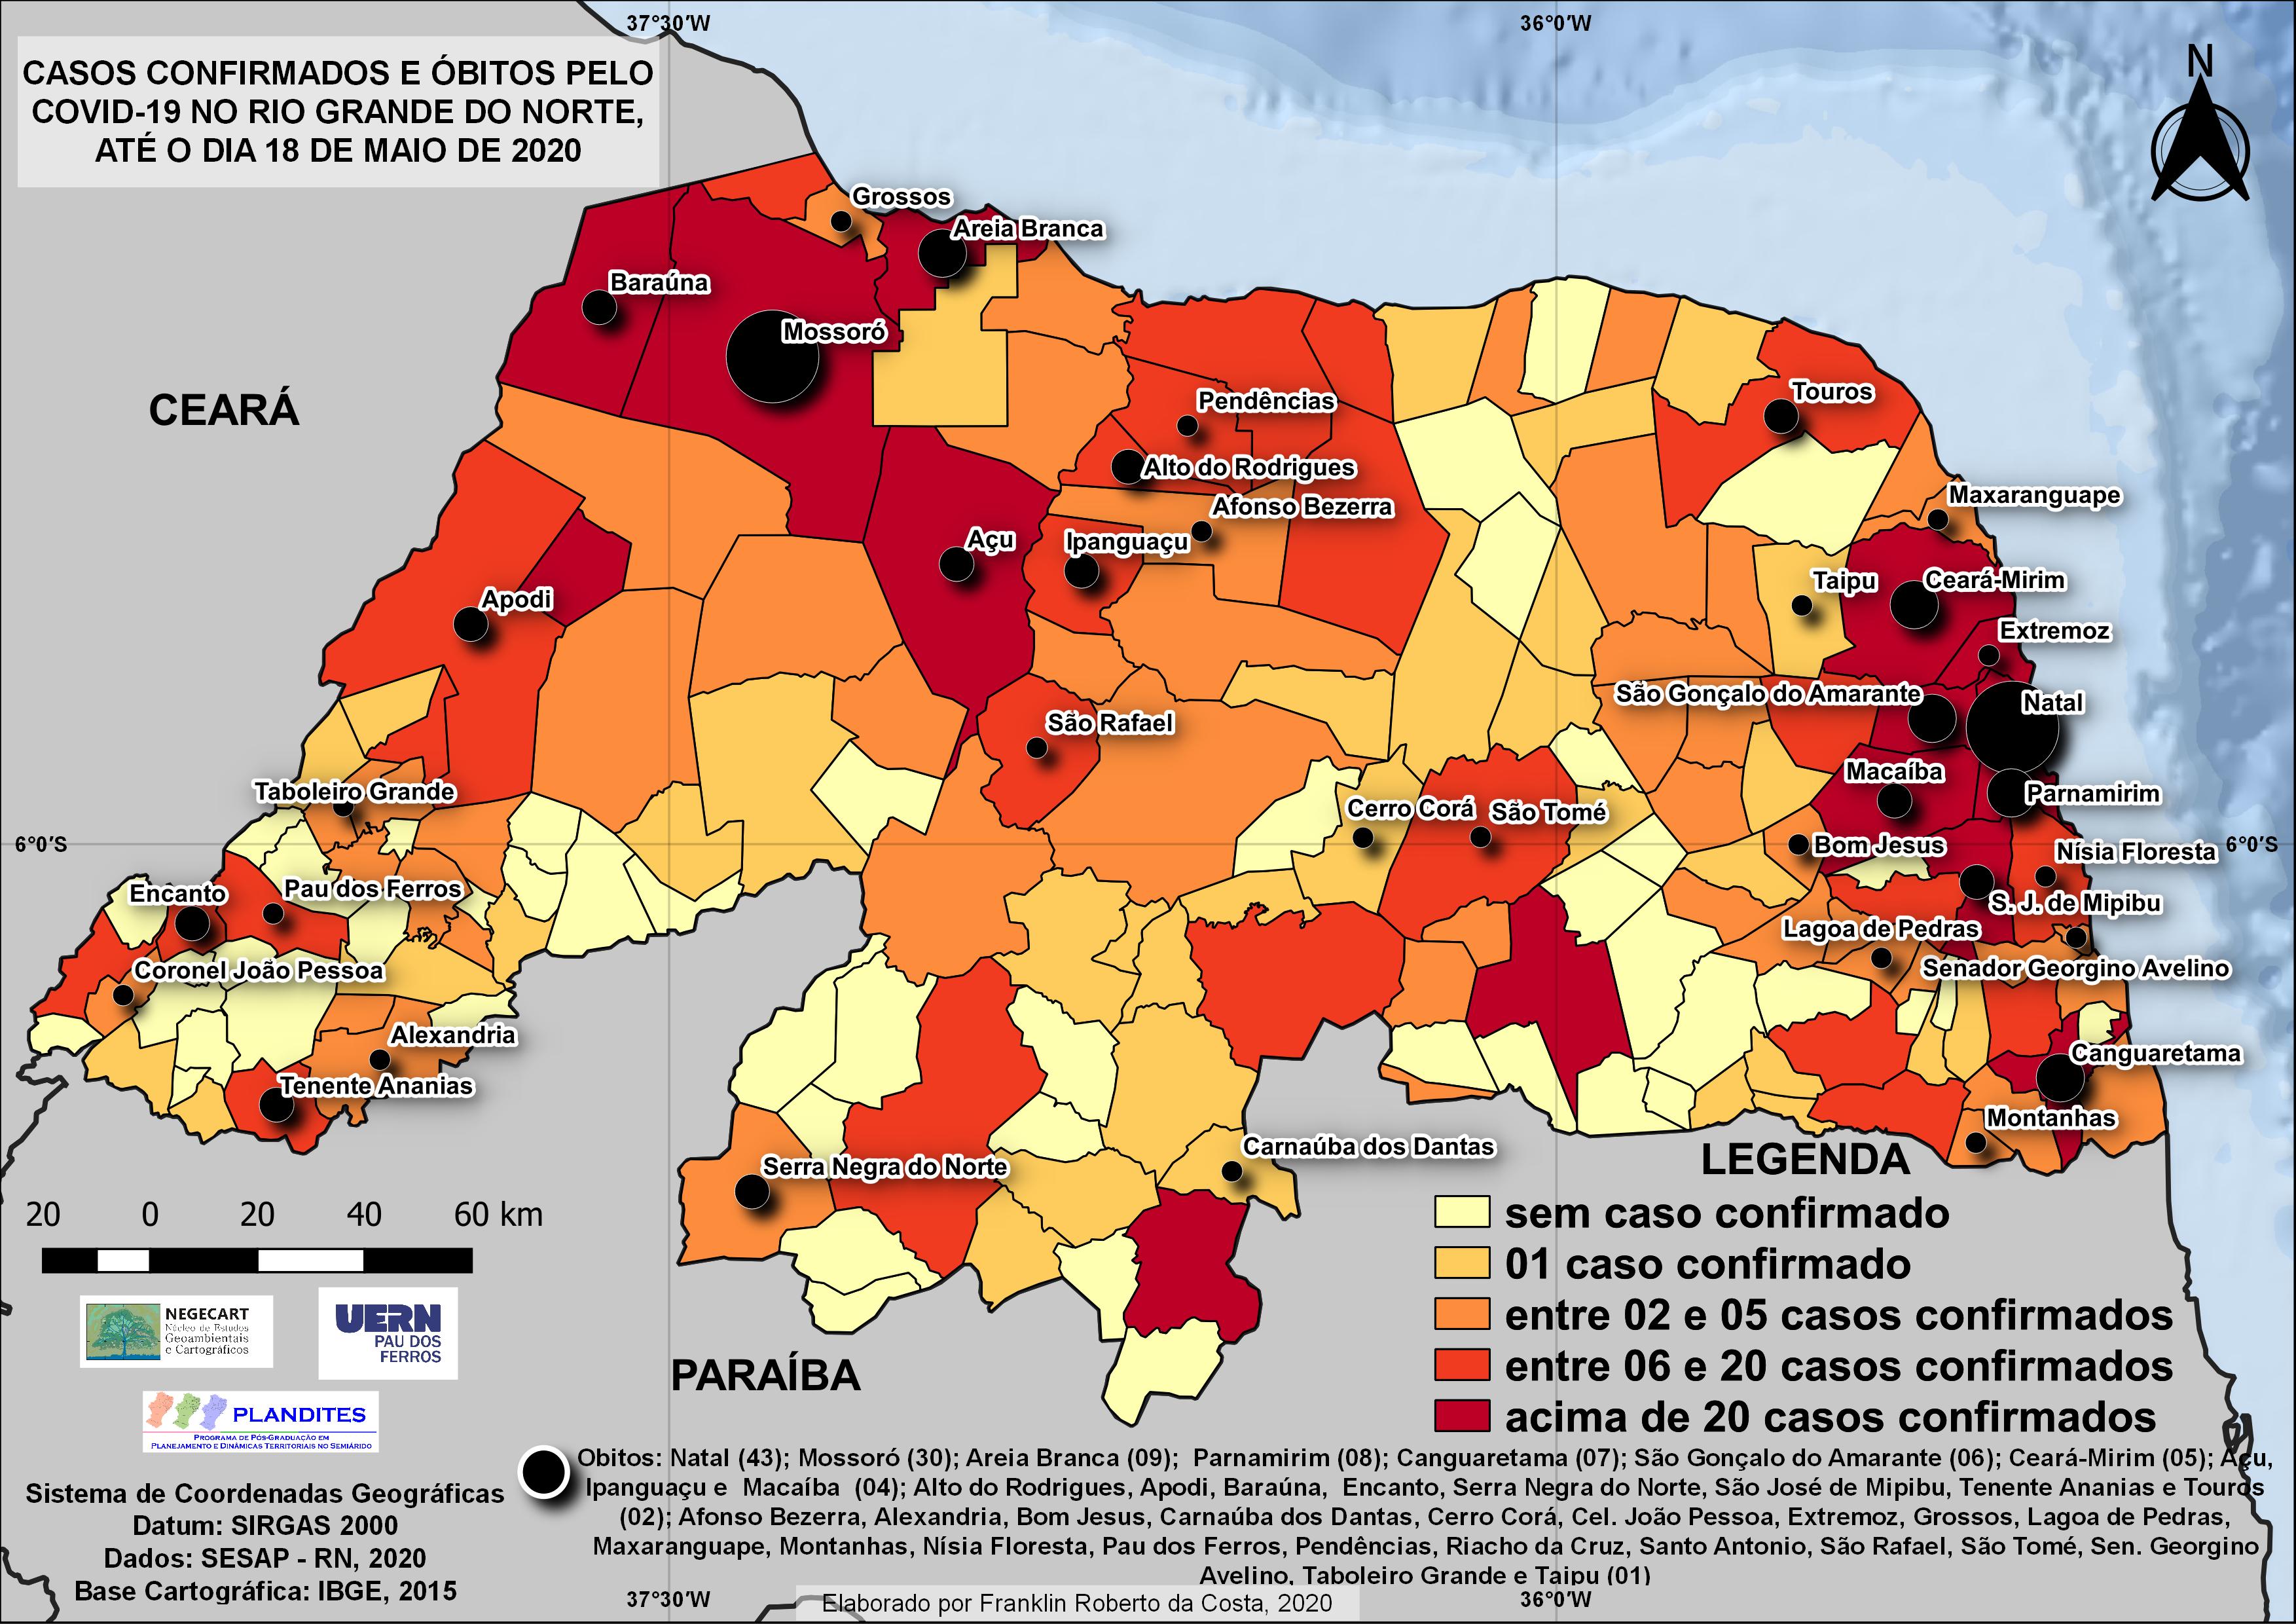 37°30′W
36°0′W
N
CASOS CONFIRMADOS E ÓBITOS PELO
COVID-19 NO RIO GRANDE DO NORTE,
ATÉ O DIA 18 DE MAIO DE 2020
Grossos
Areia Branca
Baraúna
Mossoró
CEARÁ
Touros
Pendências
Alto do Rodrigues
Maxaranguape
Afonso Bezerra
Açu
Ipanguaçu
Taipu
Ceará-Mirim
Apodi
Extremoz
São Gonçalo do Amarante
Natal
São Rafael
Macaíba
Taboleiro Grande
Parnamirim
Cerro Corá
São Tomé
6°0′S
Bom Jesus
6°0′S
Nísia Floresta
Encanto
Pau dos Ferros
S. J. de Mipibu
Lagoa de Pedras
Coronel João Pessoa
Senador Georgino Avelino
Alexandria
Canguaretama
Tenente Ananias
Montanhas
Carnaúba dos Dantas
Serra Negra do Norte
LEGENDA
sem caso confirmado
01 caso confirmado
entre 02 e 05 casos confirmados
entre 06 e 20 casos confirmados
acima de 20 casos confirmados
20 0 20 40 60 km
NEGECART
Núcleo de Estudos
Geoambientais
e Cartográficos
UERN
PAU DOS
FERROS
PARAÍBA
PLANDITES
PROGRAMA DE PÓS-GRADUAÇÃO EM
PLANEJAMENTO E DINÂMICAS TERRITORIAIS NO SEMIÁRIDO
Obitos: Natal (43); Mossoró (30); Areia Branca (09); Parnamirim (08); Canguaretama (07); São Gonçalo do Amarante (06); Ceará-Mirim (05); Açu,
Ipanguaçu e Macaíba (04); Alto do Rodrigues, Apodi, Baraúna, Encanto, Serra Negra do Norte, São José de Mipibu, Tenente Ananias e Touros
(02); Afonso Bezerra, Alexandria, Bom Jesus, Carnaúba dos Dantas, Cerro Corá, Cel. João Pessoa, Extremoz, Grossos, Lagoa de Pedras,
Maxaranguape, Montanhas, Nísia Floresta, Pau dos Ferros, Pendências, Riacho da Cruz, Santo Antonio, São Rafael, São Tomé, Sen. Georgino
Avelino, Taboleiro Grande e Taipu (01)
Sistema de Coordenadas Geográficas
Datum: SIRGAS 2000
Dados: SESAP - RN, 2020
Base Cartográfica: IBGE, 2015
37°30′W
36°0′W
Elaborado por Franklin Roberto da Costa, 2020